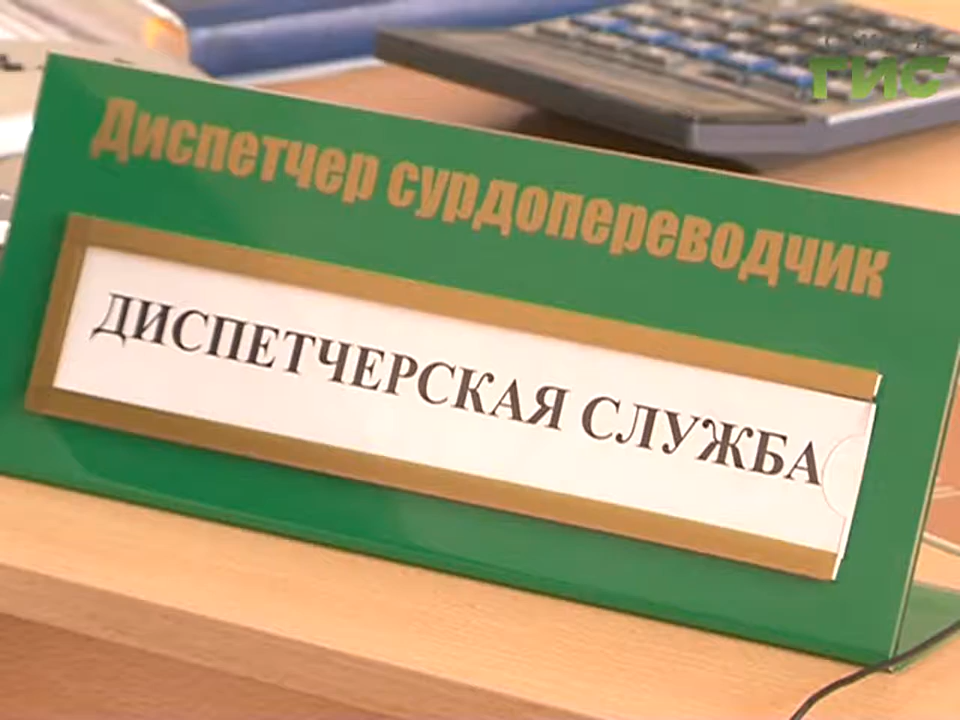 ГИС
Диспетчер сурдопереводчик
ДИСПЕТЧЕРСКАЯ СЛУЖБА